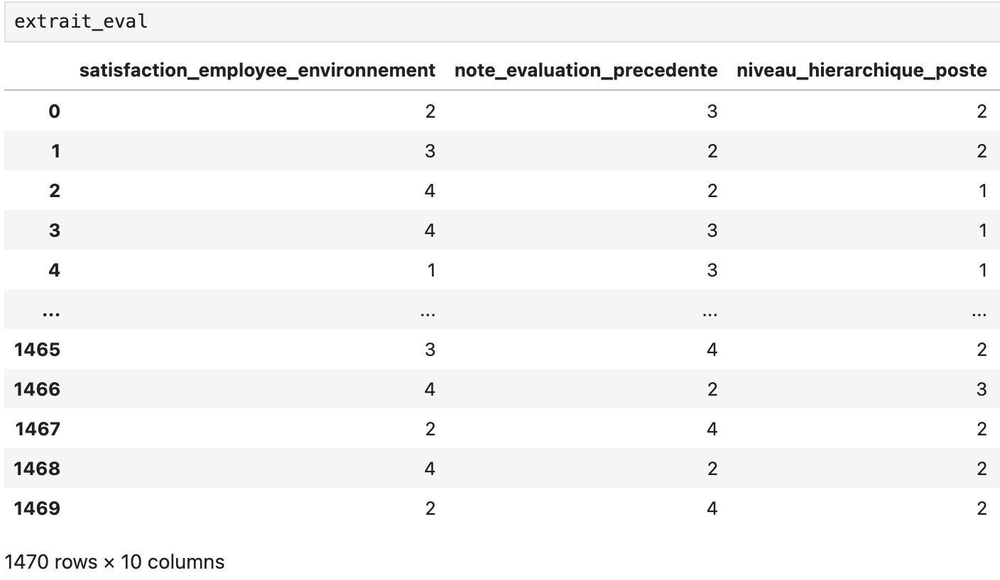 extrait_eval
satisfaction_employee_environnement note_evaluation_precedente niveau_hierarchique_poste
0 2 3 2
1 3 2 2
2 4 2 1
3 4 3 1
4 1 3 1
... ... ... ...
1465 3 4 2
1466 4 2 3
1467 2 4 2
1468 4 2 2
1469 2 4 2
1470 rows × 10 columns